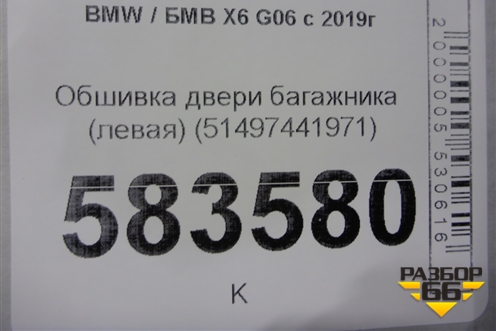 BMW / БМВ X6 G06 с 2019г
Обшивка двери багажника
(левая) (51497441971)
583580
К
2000005530616
РАЗБОР
66